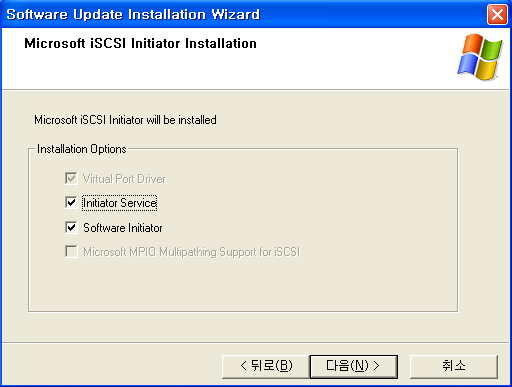 Software Update Installation Wizard
Microsoft iSCSI Initiator Installation
Microsoft iSCSI Initiator will be installed
Installation Options
Virtual Port Driver
Initiator Service
Software Initiator
Microsoft MPIO Multipathing Support for iSCSI
< 뒤로(B) 다음(N) > 취소